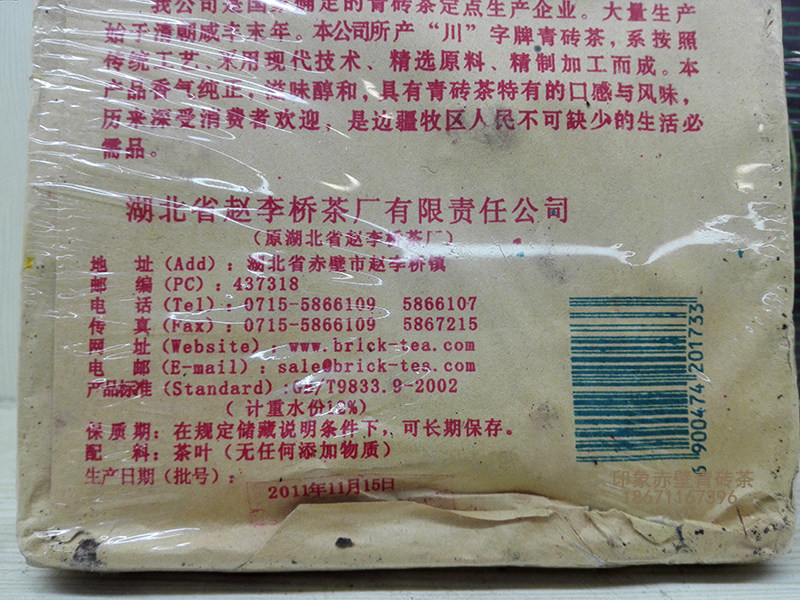 我公司是国家确定的青砖茶定点生产企业。大量生产
始于清朝咸丰末年。本公司所产“川”字牌青砖茶，系按照
传统工艺、采用现代技术、精选原料、精制加工而成。本
产品香气纯正，滋味醇和，具有青砖茶特有的口感与风味，
历来深受消费者欢迎，是边疆牧区人民不可缺少的生活必
需品。
湖北省赵李桥茶厂有限责任公司
（原湖北省赵李桥茶厂）
地 址（Add）：湖北省赤壁市赵李桥镇
邮 编（PC）：437318
电 话（Tel）：0715-5866109 5866107
传 真（Fax）：0715-5866109 5867215
网 址（Website）：www.brick-tea.com
电 邮（E-mail）：sale@brick-tea.com
产品标准（Standard）：GB/T9833.9-2002
（计重水份12%）
保 质 期：在规定储藏说明条件下，可长期保存。
配 料：茶叶（无任何添加物质）
生产日期（批号）：
2011年11月15日
6900474201733
印象赤壁青砖茶
18671167396